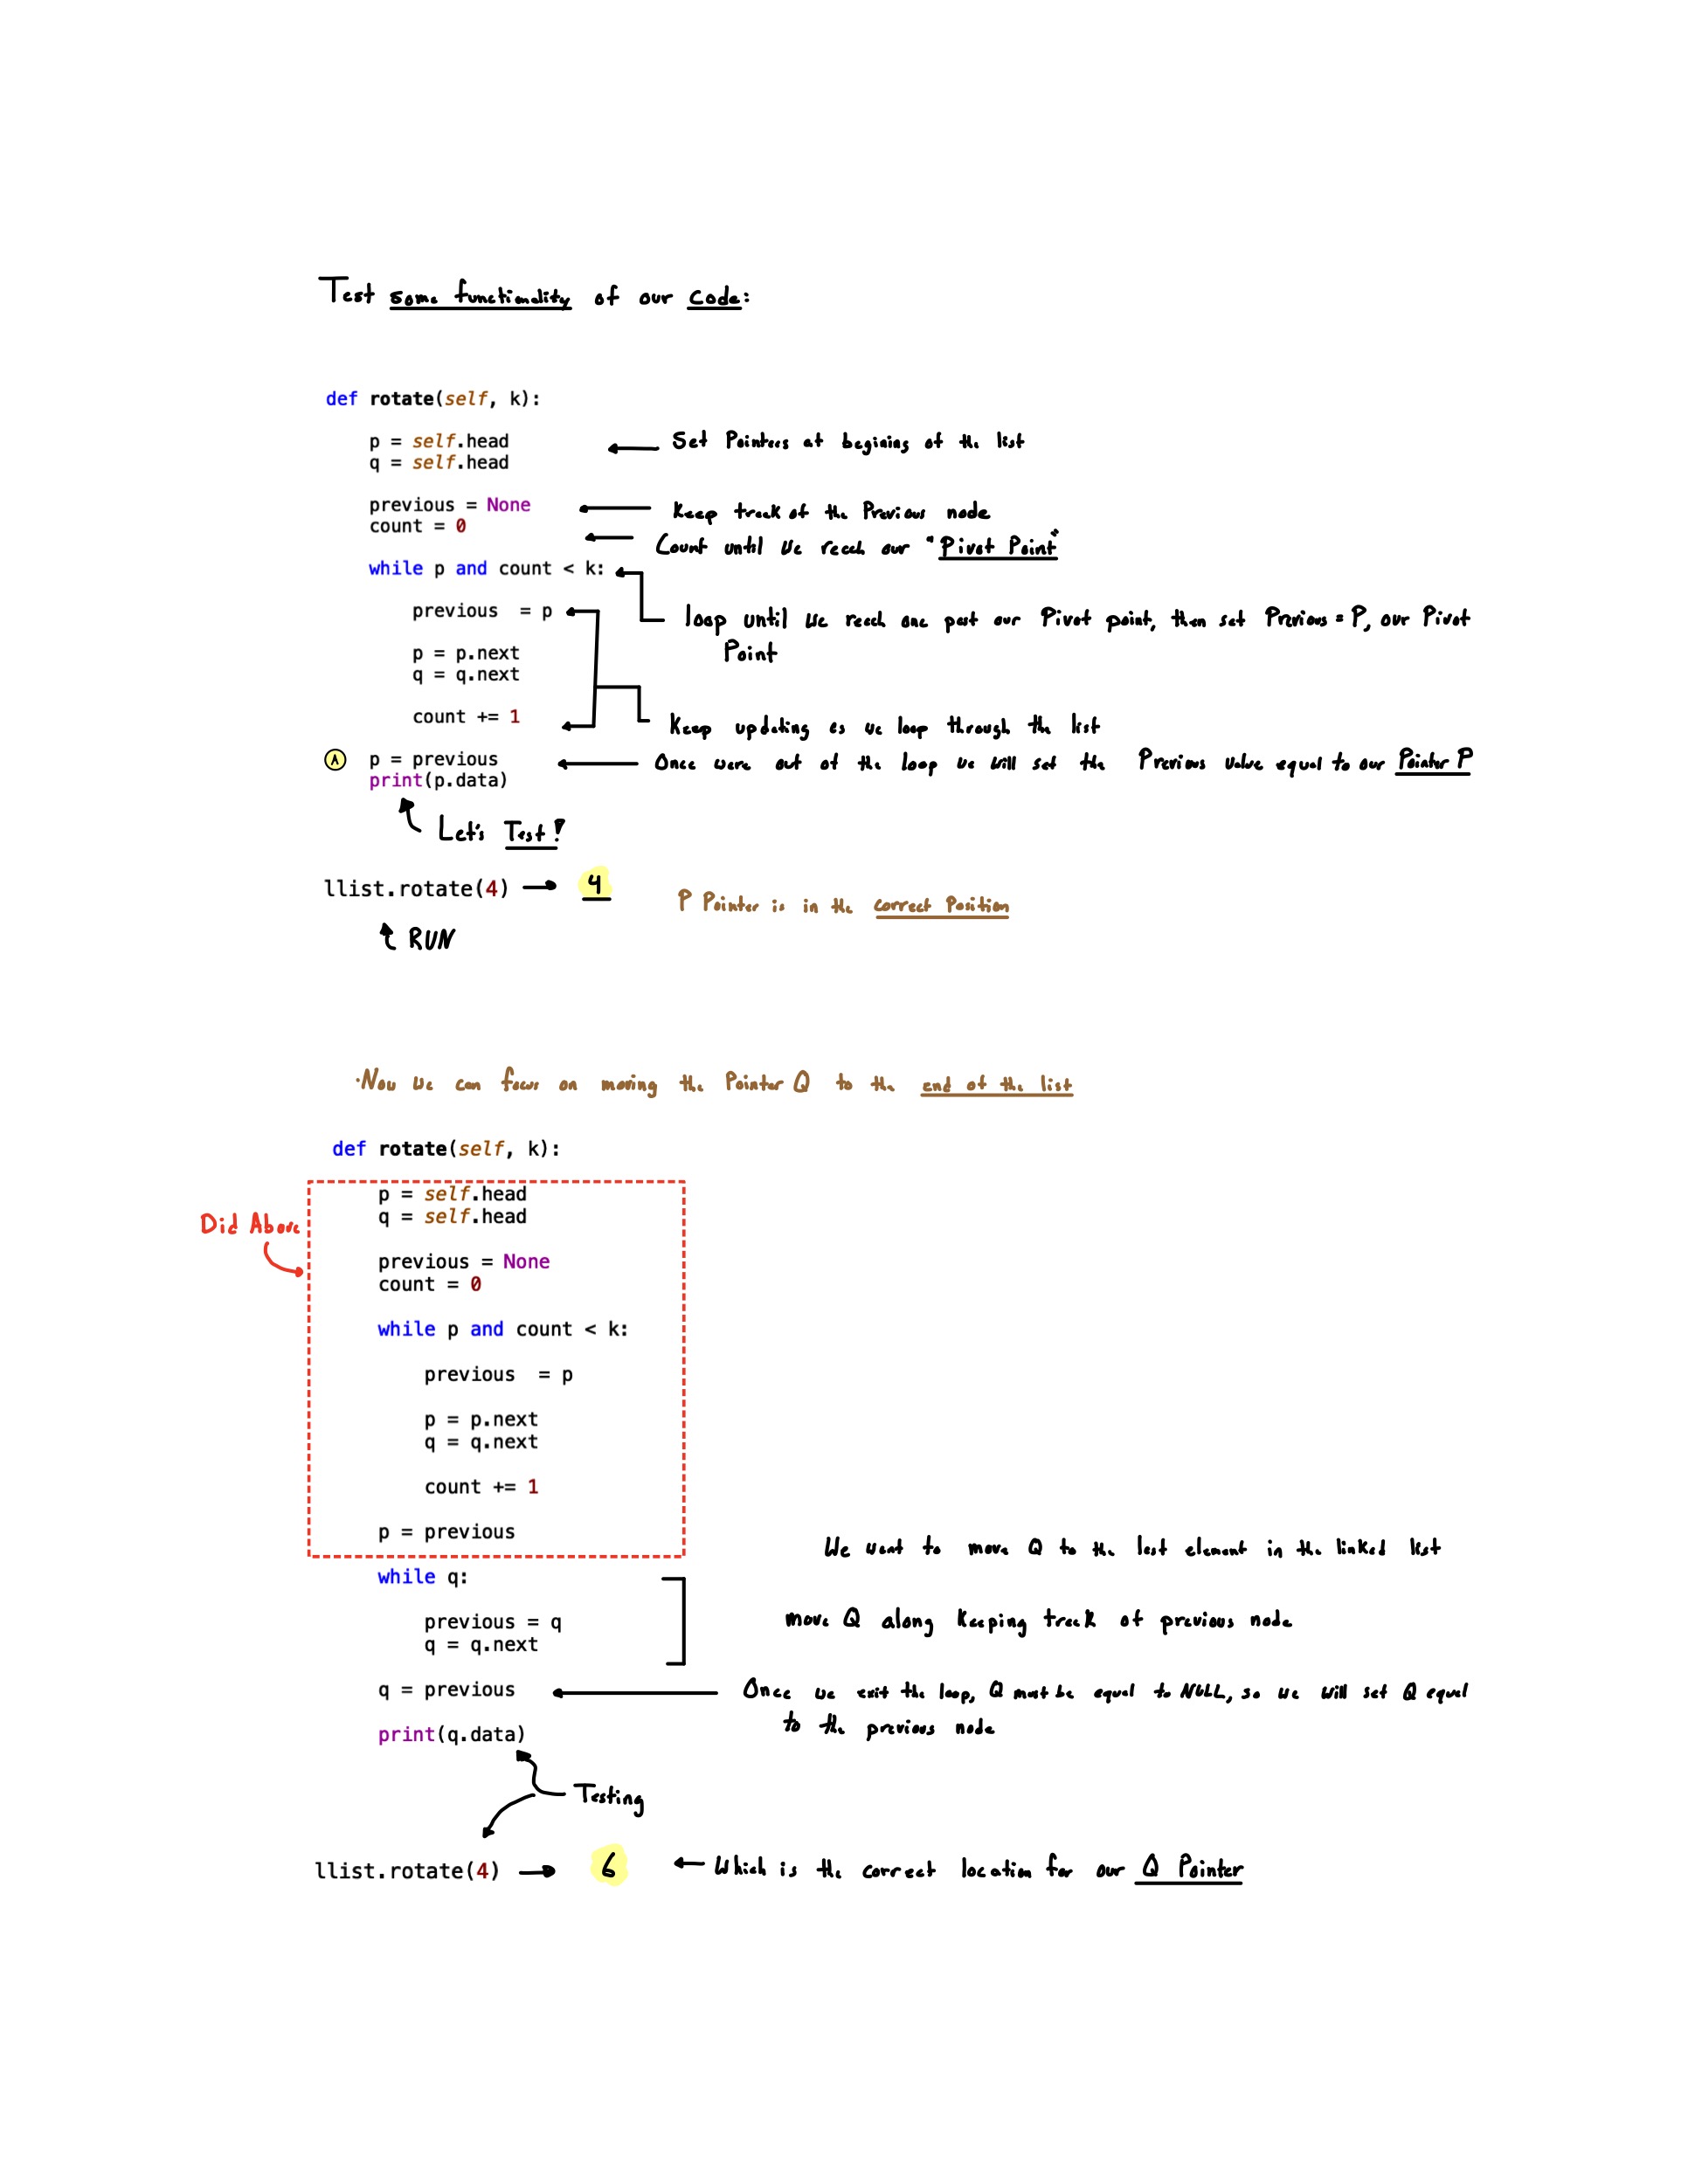 Test some functionality of our code:
def rotate(self, k):
p = self.head
q = self.head
Set Pointers at begining of the list
previous = None
Keep track of the Previous node
count = 0
Count until we reach our "Pivot Point"
while p and count < k:
previous  = p
loop until we reach one past our Pivot point, then set Previous = P, our Pivot
Point
p = p.next
q = q.next
count += 1
Keep updating as we loop through the list
A p = previous
Once were out of the loop we will set the Previous value equal to our Pointer P
print(p.data)
Let's Test!
llist.rotate(4) 4
P Pointer is in the correct Position
RUN
·Now we can focus on moving the Pointer Q to the end of the list
def rotate(self, k):
Did Above
p = self.head
q = self.head
previous = None
count = 0
while p and count < k:
previous  = p
p = p.next
q = q.next
count += 1
p = previous
We want to move Q to the last element in the linked list
while q:
previous = q
q = q.next
move Q along keeping track of previous node
q = previous
Once we exit the loop, Q must be equal to NULL, so we will set Q equal
to the previous node
print(q.data)
Testing
llist.rotate(4) 6
Which is the correct location for our Q Pointer